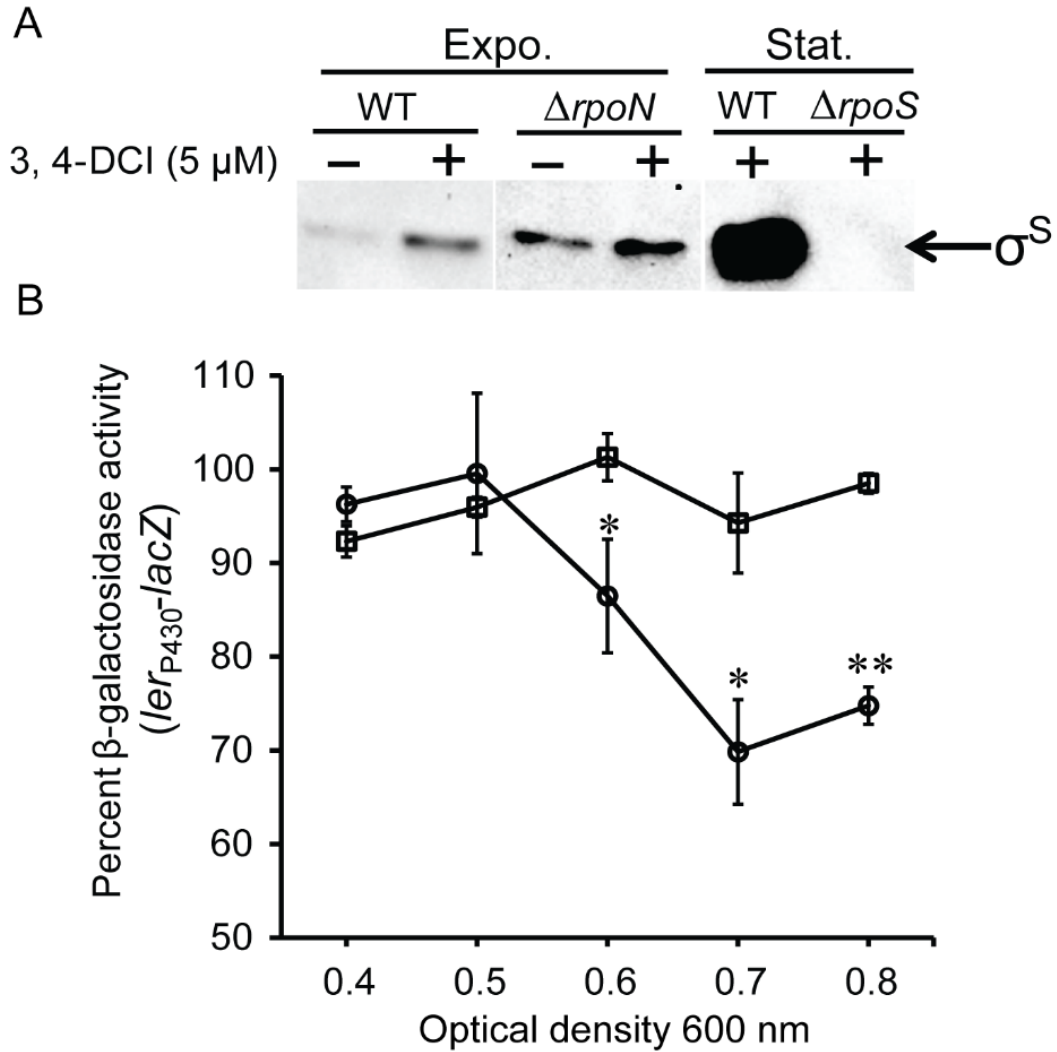 A
Expo. Stat.
WT ΔrpoN WT ΔrpoS
3, 4-DCI (5 µM) – + – + + +
σS
B
Percent β-galactosidase activity
(lerP430-lacZ)
110
100
90
80
70
60
50
* * **
0.4 0.5 0.6 0.7 0.8
Optical density 600 nm